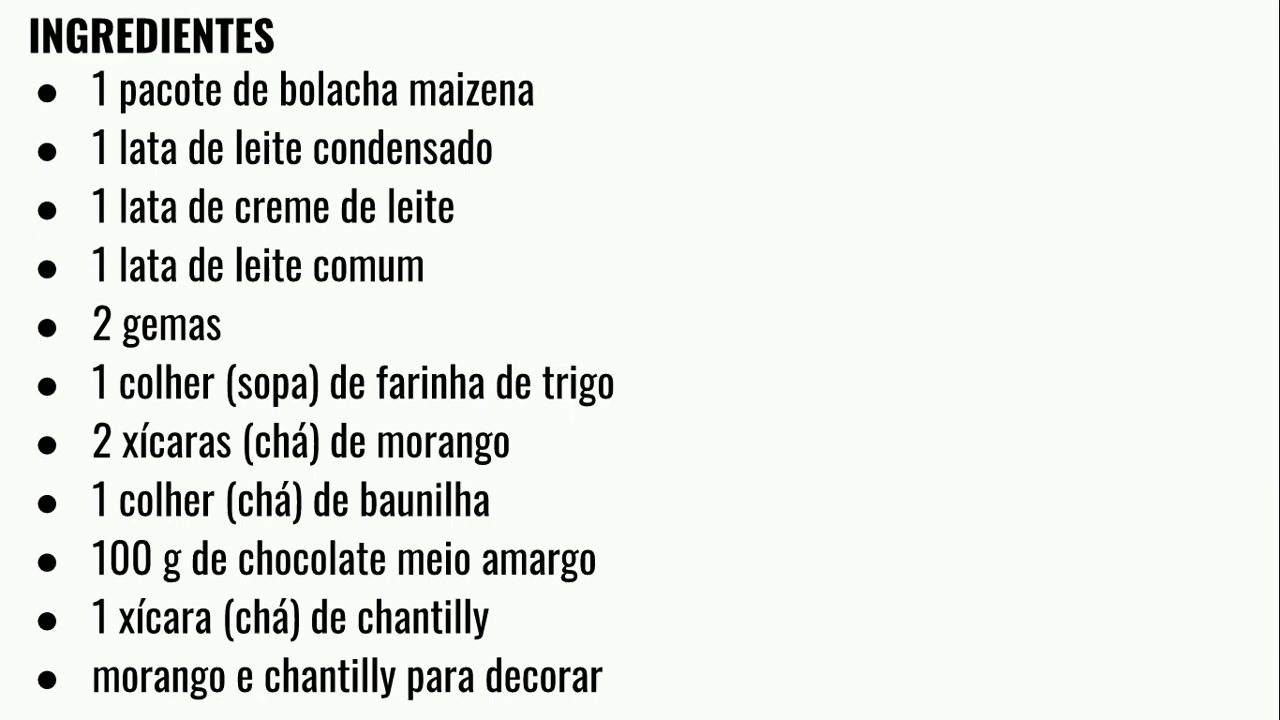 INGREDIENTES
● 1 pacote de bolacha maizena
● 1 lata de leite condensado
● 1 lata de creme de leite
● 1 lata de leite comum
● 2 gemas
● 1 colher (sopa) de farinha de trigo
● 2 xícaras (chá) de morango
● 1 colher (chá) de baunilha
● 100 g de chocolate meio amargo
● 1 xícara (chá) de chantilly
● morango e chantilly para decorar